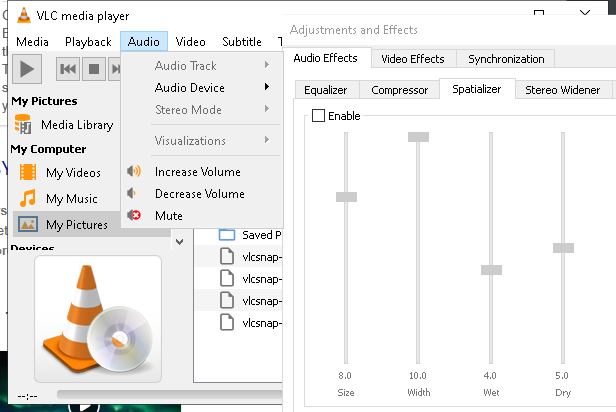 VLC media player
Media Playback Audio Video Subtitle T
Audio Track
Audio Device
Stereo Mode
Visualizations
Increase Volume
Decrease Volume
Mute
My Pictures
Media Library
My Computer
My Videos
My Music
My Pictures
Devices
Saved P
vlcsnap-
vlcsnap-
vlcsnap-
vlcsnap-
--:--
Adjustments and Effects
Audio Effects Video Effects Synchronization
Equalizer Compressor Spatializer Stereo Widener
Enable
8.0 10.0 4.0 5.0
Size Width Wet Dry